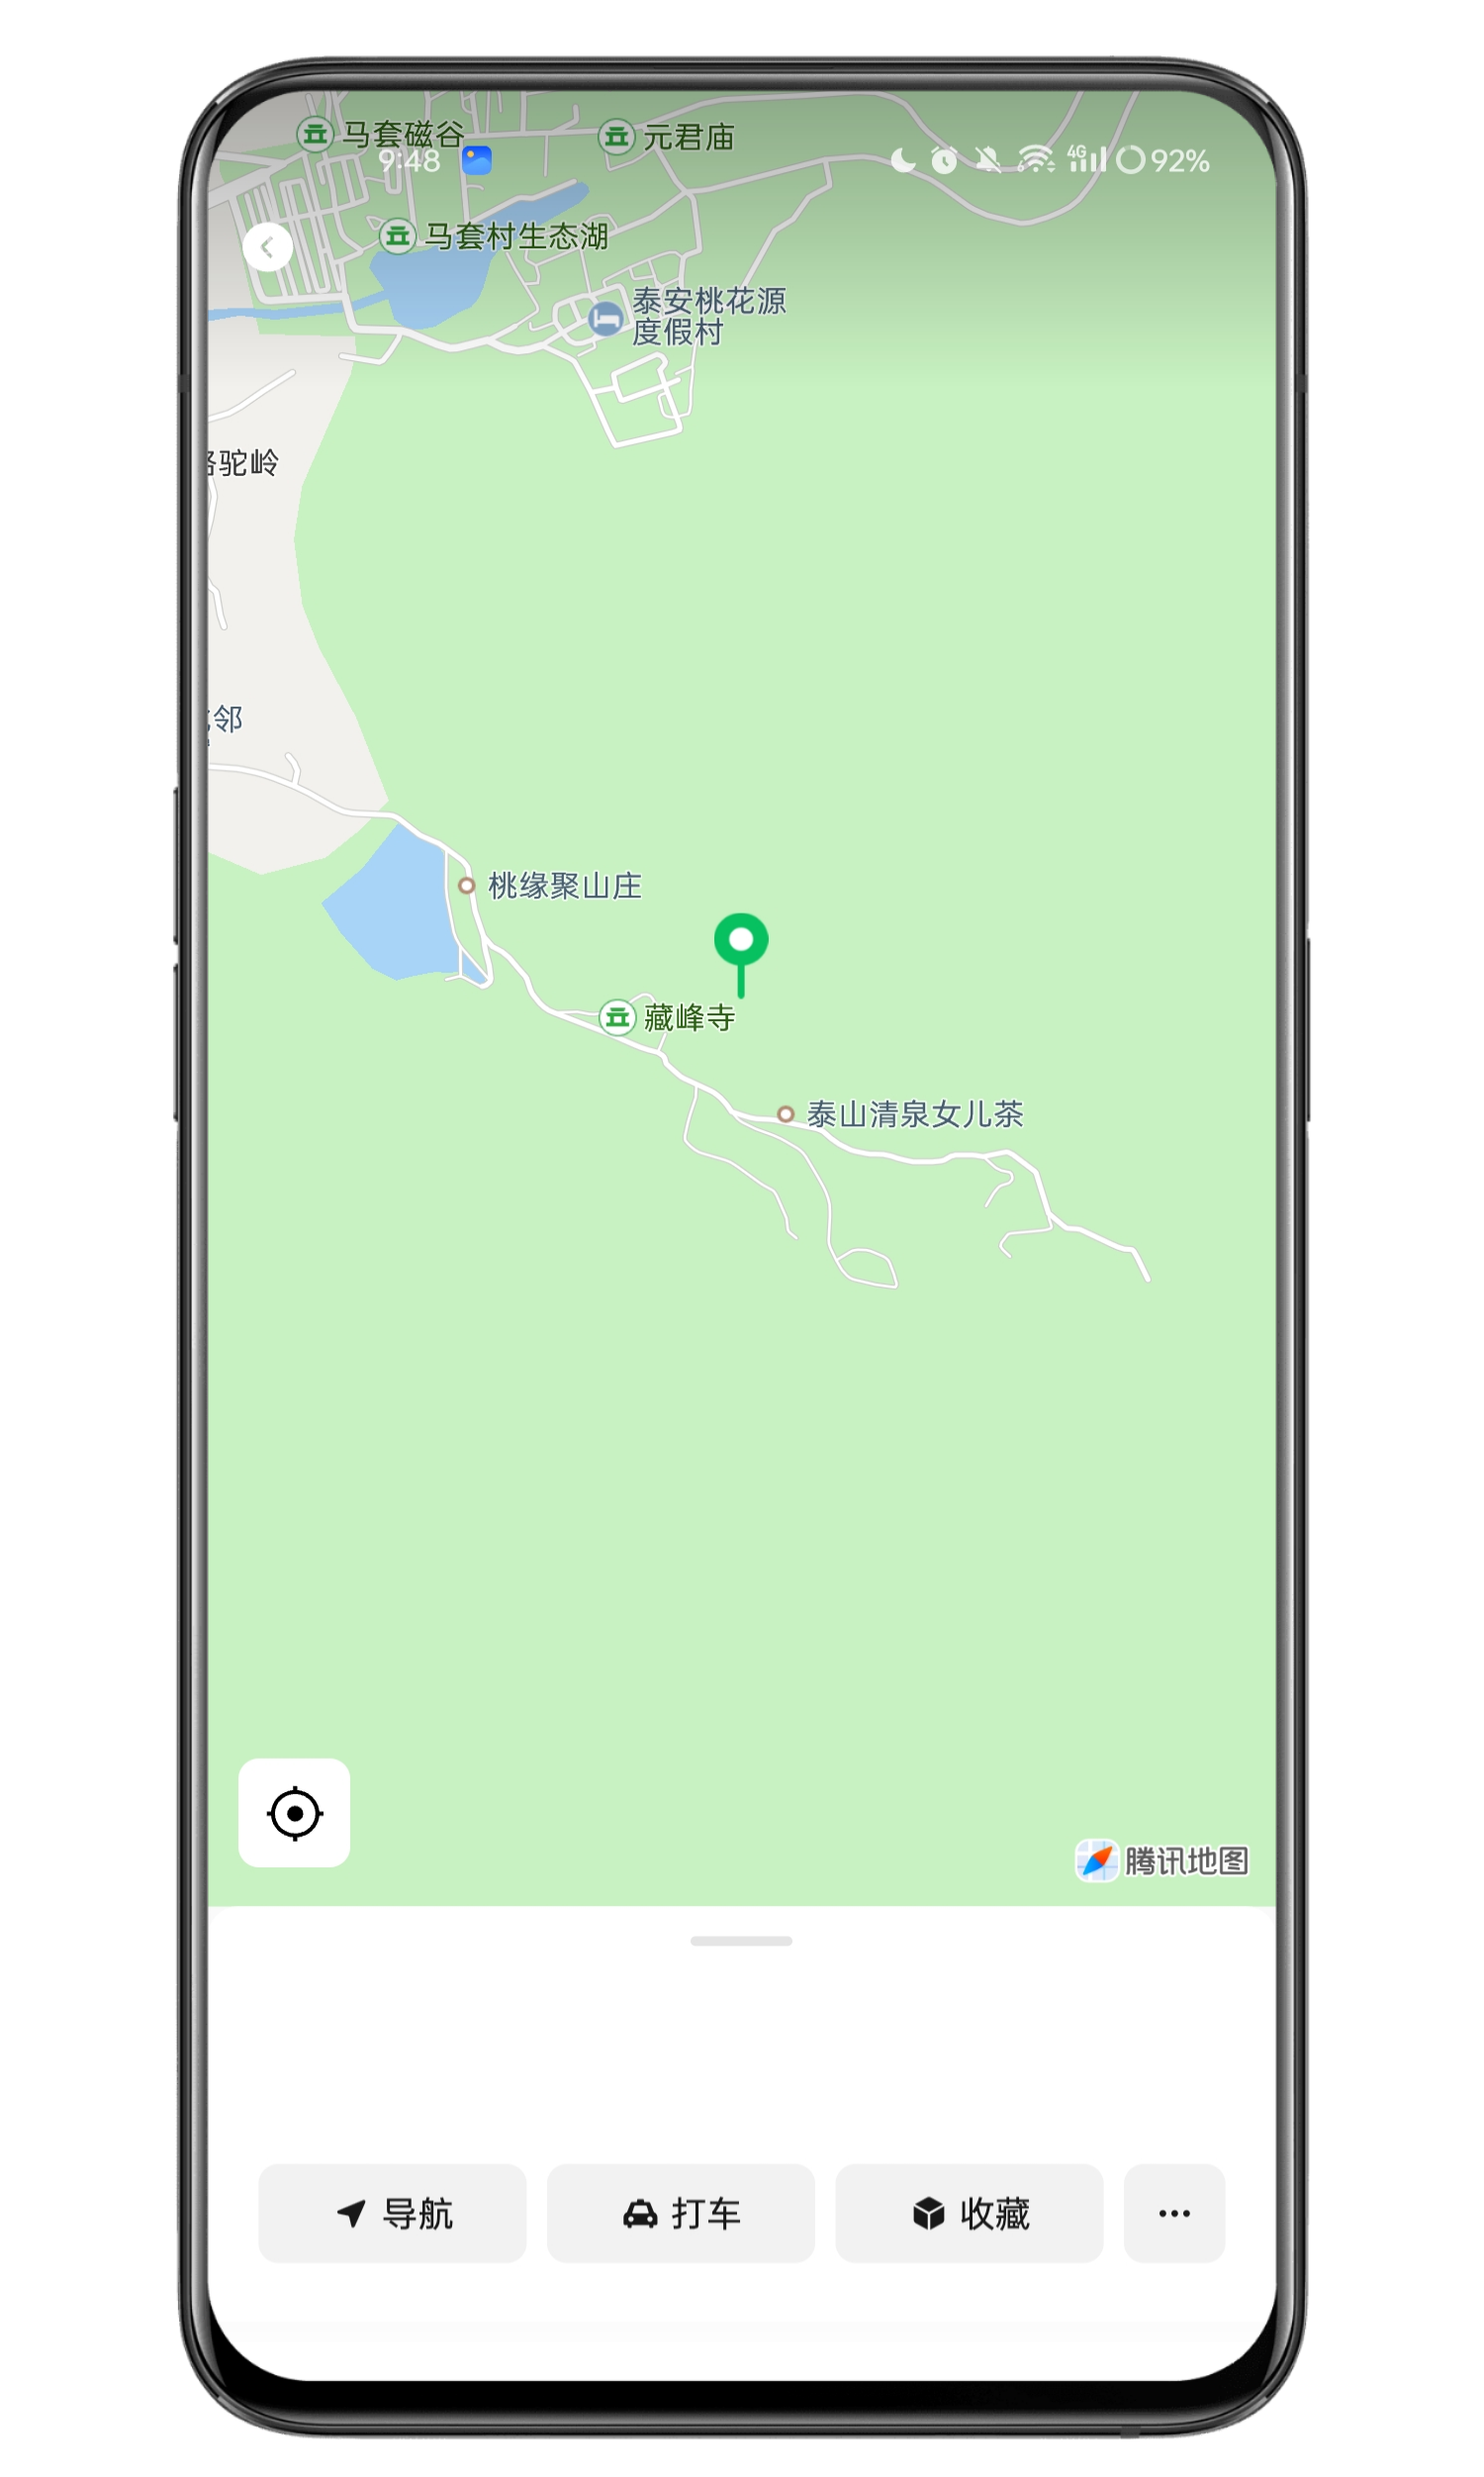 马套磁谷
元君庙
9:48
4G
6
92%
马套村生态湖
泰安桃花源
度假村
驼岭
邻
桃缘聚山庄
藏峰寺
泰山清泉女儿茶
腾讯地图
导航
打车
收藏